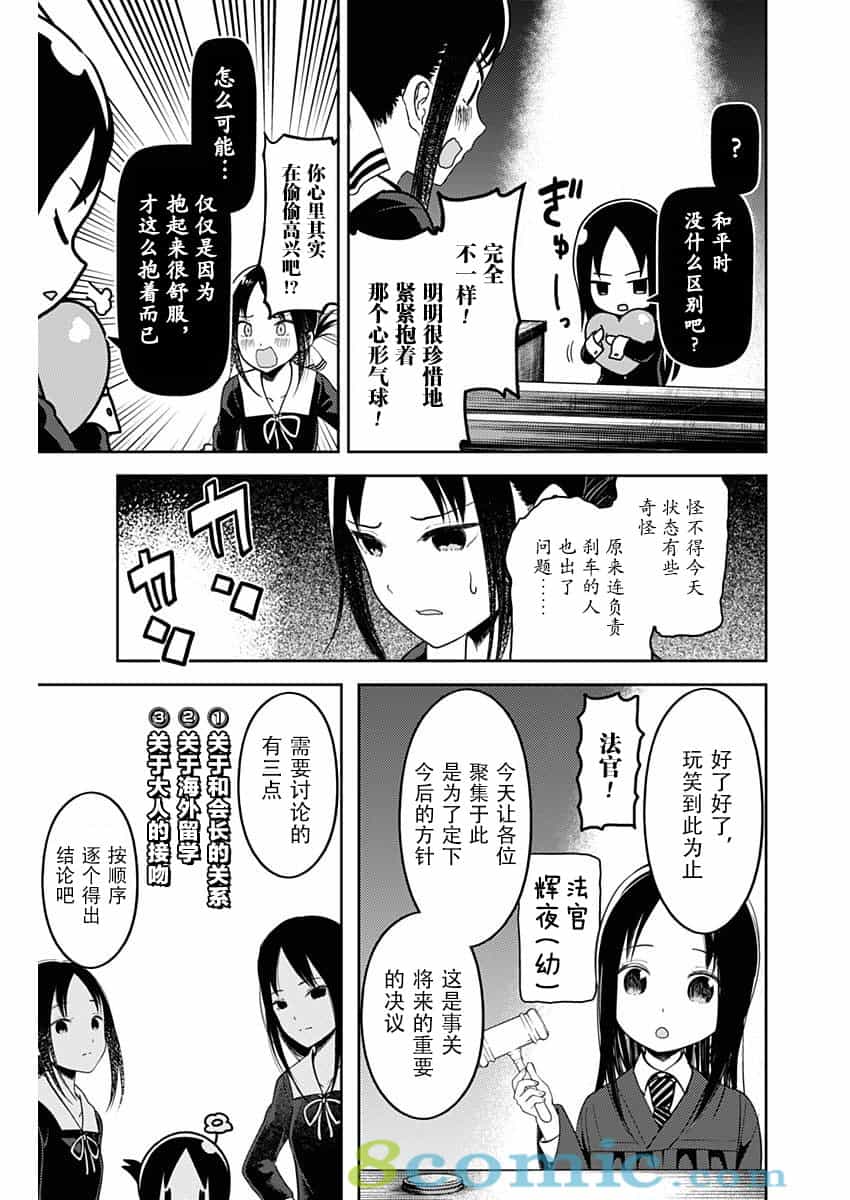 ?
和平时
没什么区别吧?
ぎゅーっ
完全
不一样!
明明很珍惜地
紧紧抱着
那个心形气球!
你心里其实
在偷偷高兴吧!?
怎么可能…
仅仅是因为
抱起来很舒服,
才这么抱着而已
怪不得今天
状态有些
奇怪
原来连负责
刹车的人
也出了
问题……
ヤレヤレ
好了好了,
玩笑到此为止
法官!
今天让各位
聚集于此
是为了定下
今后的方针
法官
辉夜(幼)
这是事关
将来的重要
的决议
需要讨论的
有三点
①关于和会长的关系
②关于海外留学
③关于大人的接吻
按顺序
逐个得出
结论吧
8comic.com